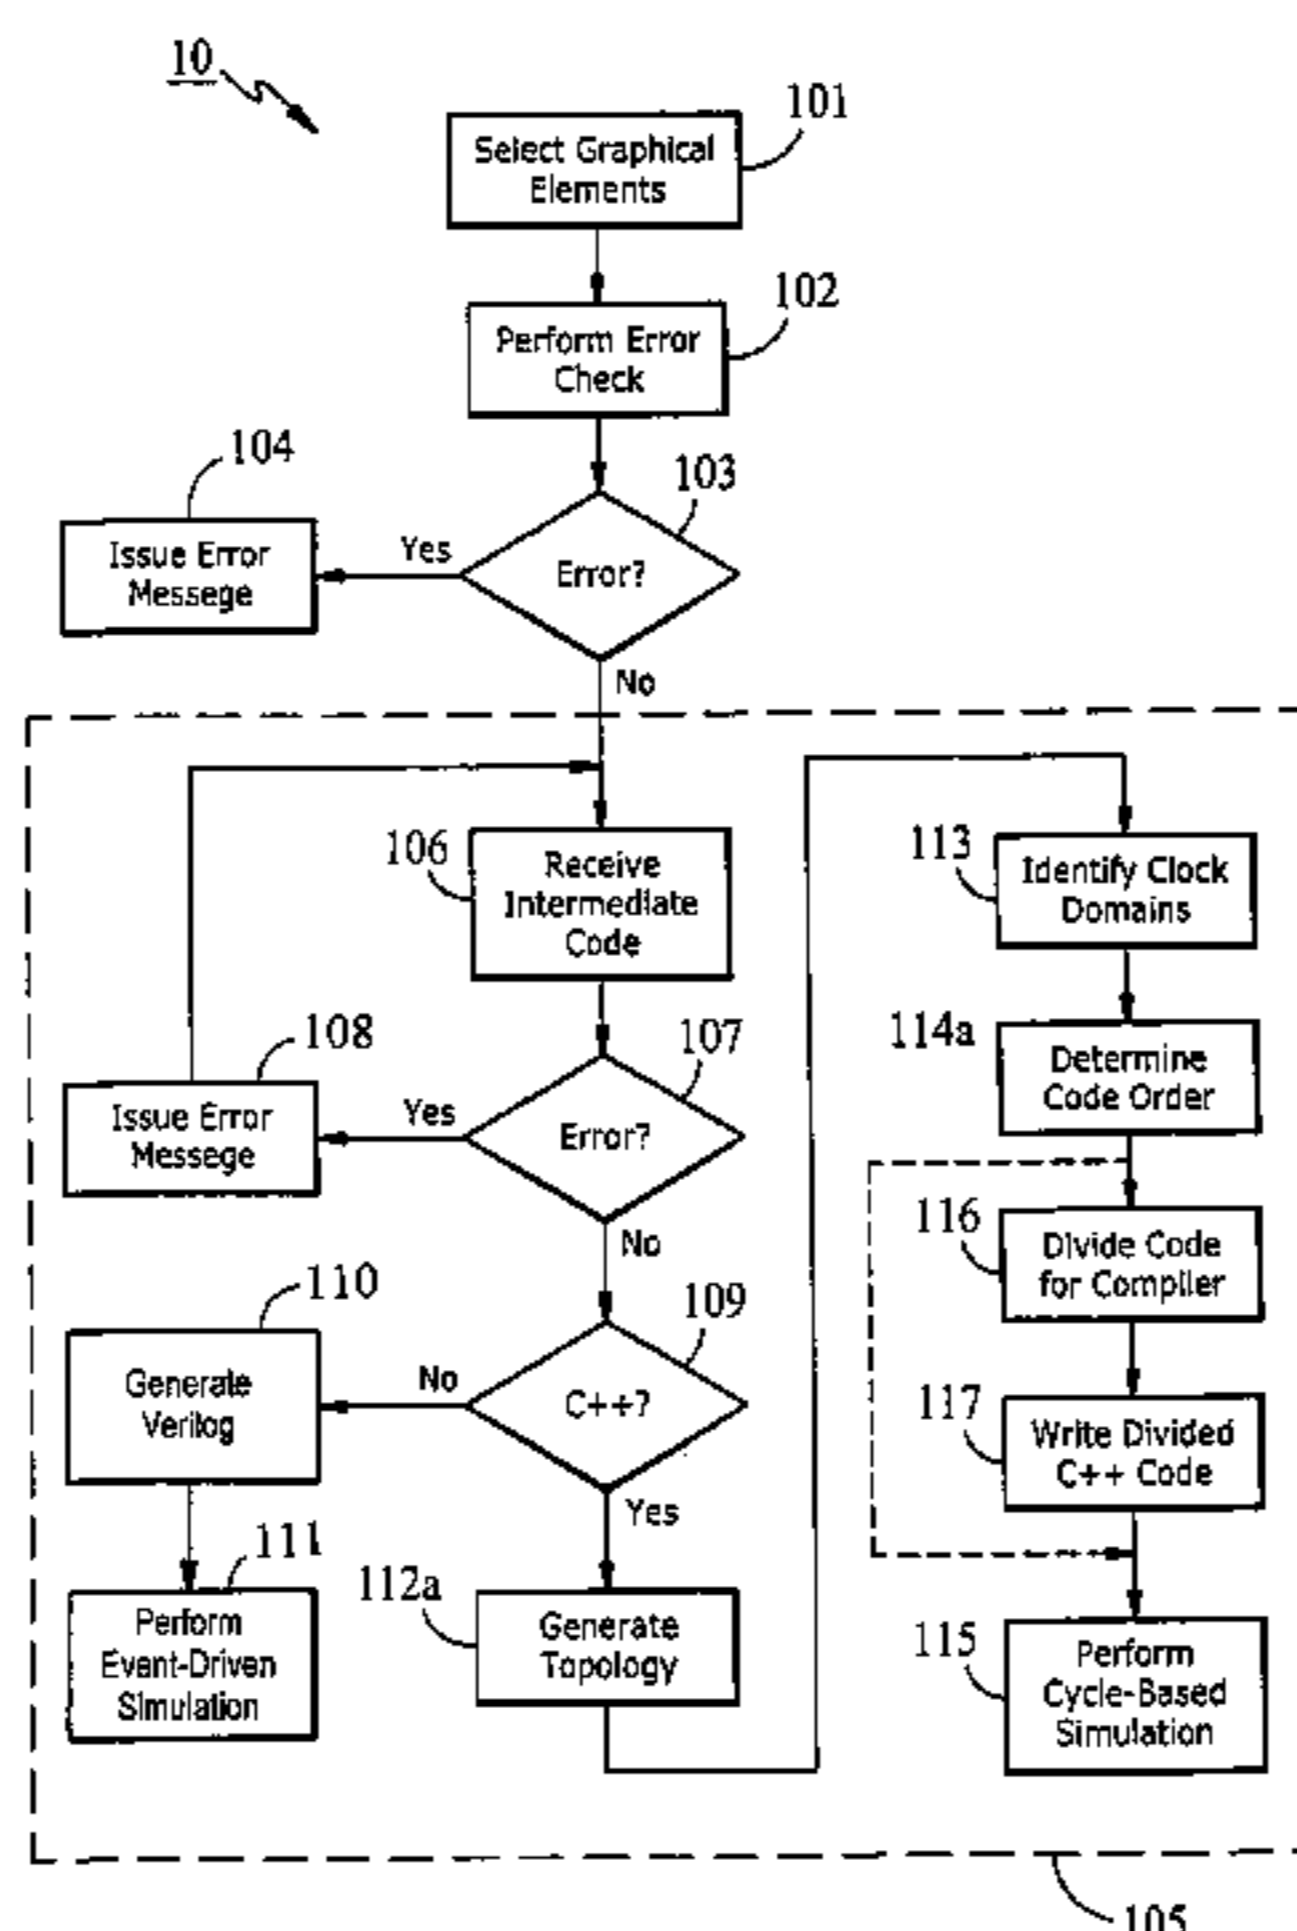 10
101
Select Graphical
Elements
102
Perform Error
Check
104
103
Issue Error
Messege
Yes
Error?
No
106
Receive
Intermediate
Code
113
Identify Clock
Domains
108
107
114a
Determine
Code Order
Issue Error
Messege
Yes
Error?
No
116
Divide Code
for Compiler
110
109
Generate
Verilog
No
C++?
Yes
117
Write Divided
C++ Code
111
Perform
Event-Driven
Simulation
112a
Generate
Topology
115
Perform
Cycle-Based
Simulation
105